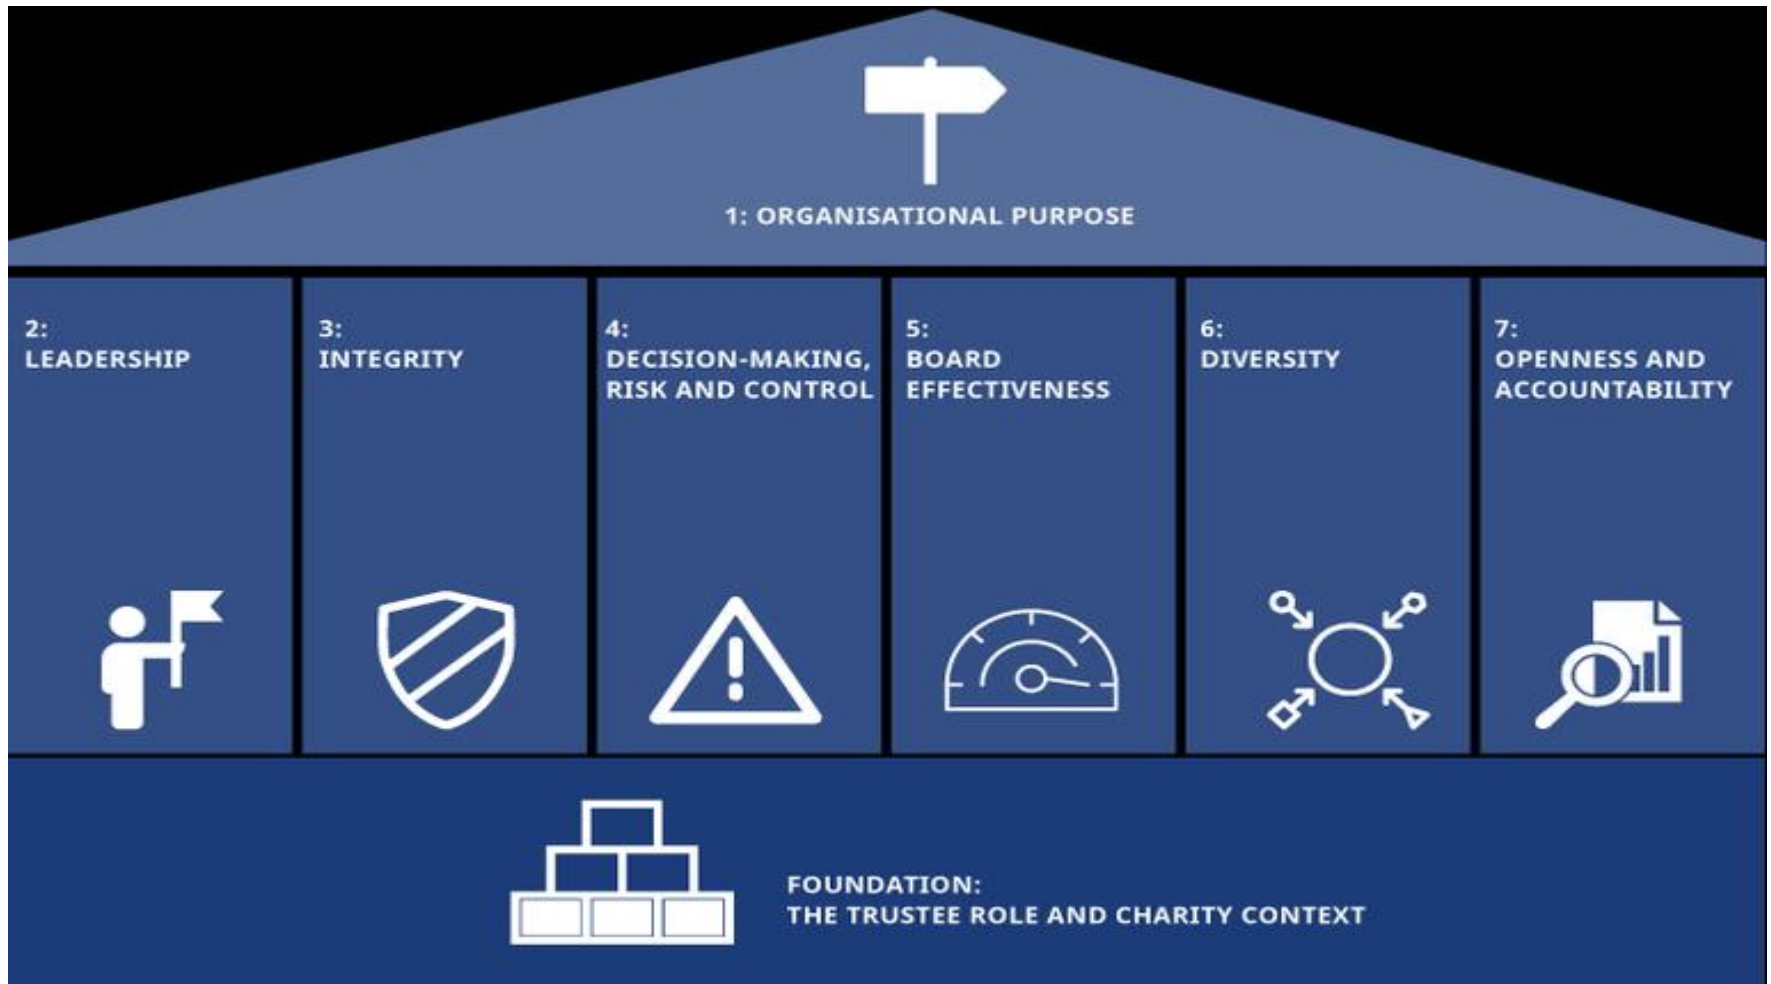 1: ORGANISATIONAL PURPOSE
2:
LEADERSHIP
3:
INTEGRITY
4:
DECISION-MAKING,
RISK AND CONTROL
5:
BOARD
EFFECTIVENESS
6:
DIVERSITY
7:
OPENNESS AND
ACCOUNTABILITY
FOUNDATION:
THE TRUSTEE ROLE AND CHARITY CONTEXT